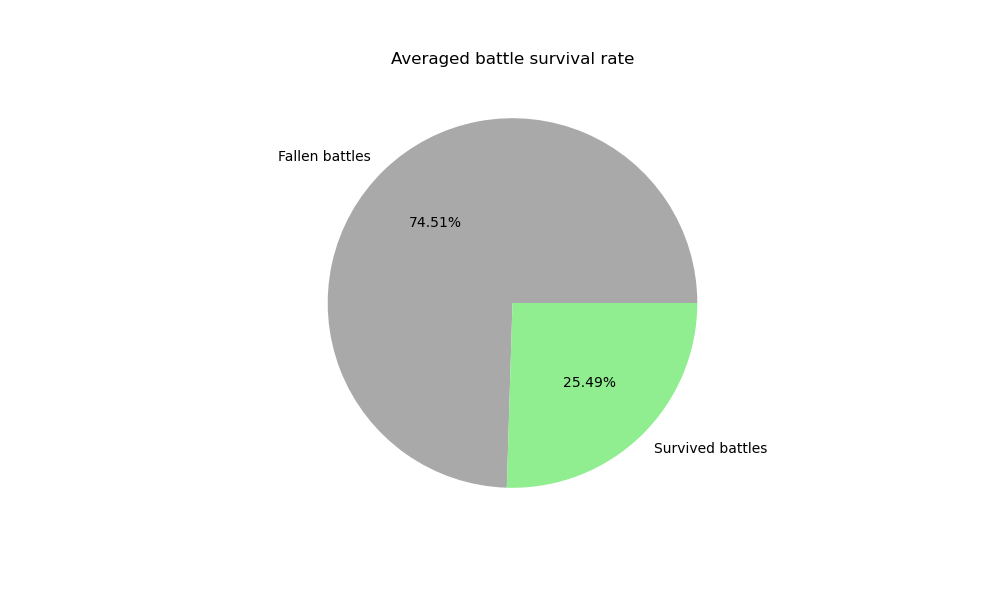 Averaged battle survival rate
Fallen battles
74.51%
25.49%
Survived battles